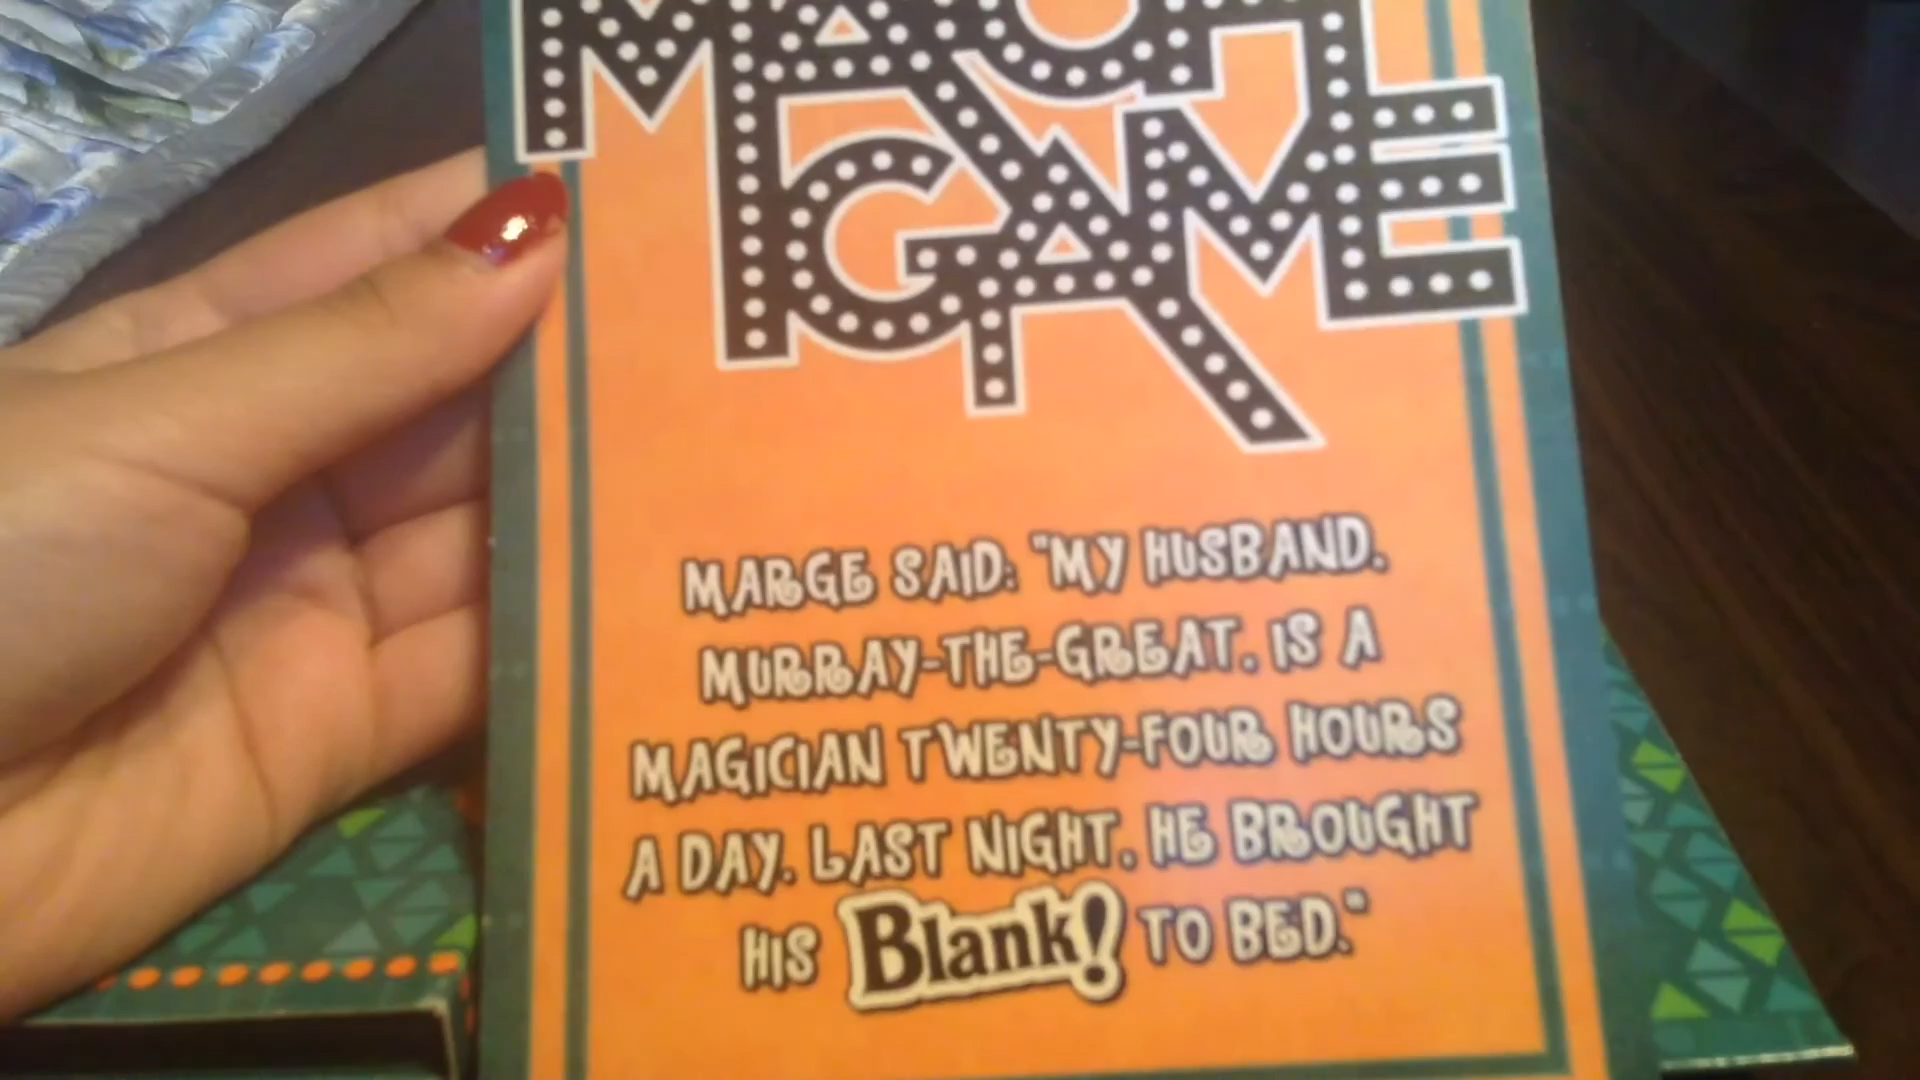 MATCH
GAME
MARGE SAID: "MY HUSBAND,
MURRAY-THE-GREAT, IS A
MAGICIAN TWENTY-FOUR HOURS
A DAY. LAST NIGHT, HE BROUGHT
HIS Blank! TO BED."